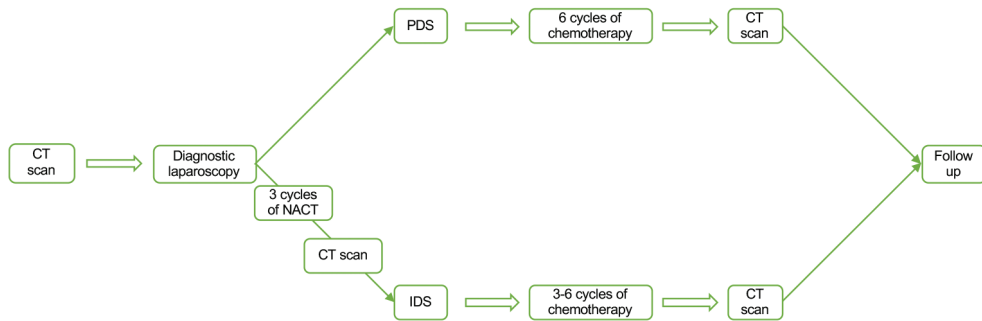 CT
scan
Diagnostic
laparoscopy
PDS
6 cycles of
chemotherapy
CT
scan
3 cycles
of NACT
CT scan
IDS
3-6 cycles of
chemotherapy
CT
scan
Follow
up